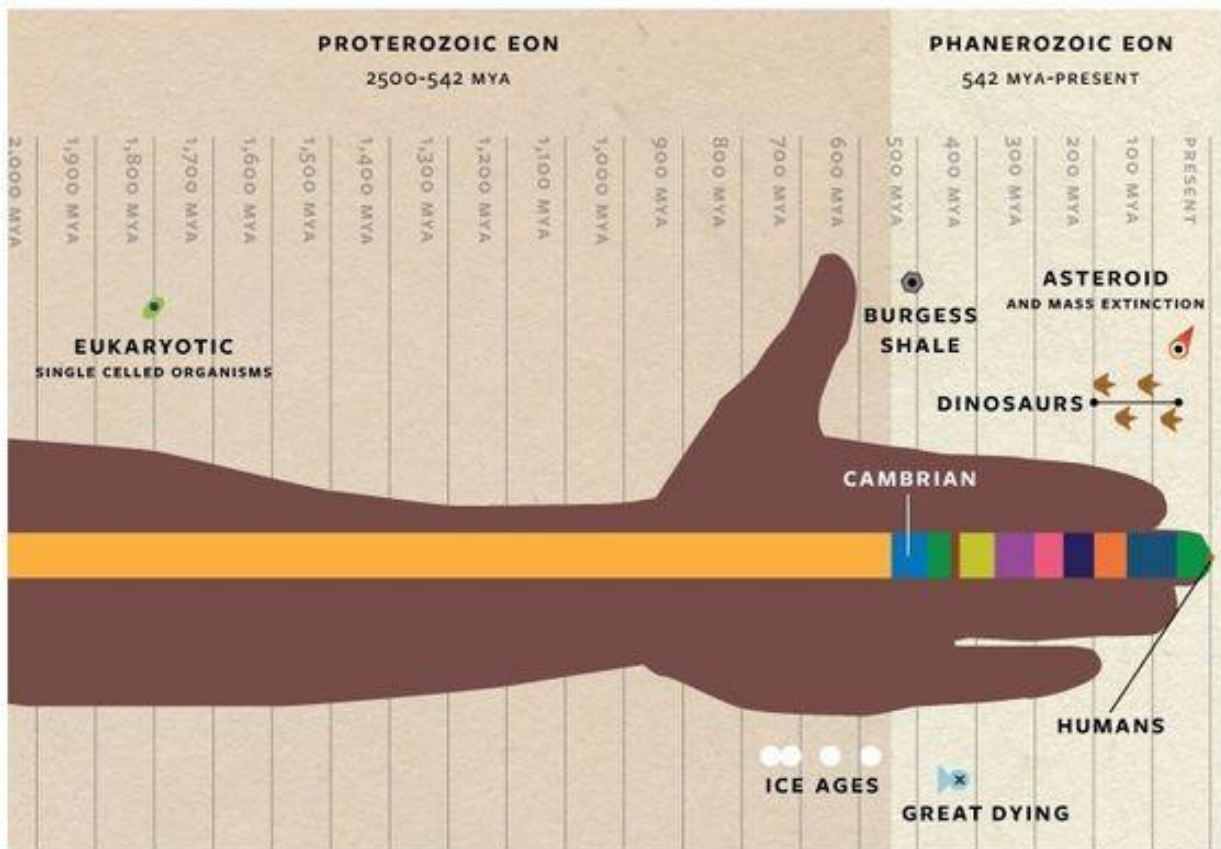 PROTEROZOIC EON
2500-542 MYA
PHANEROZOIC EON
542 MYA-PRESENT
2,000 MYA
1,900 MYA
1,800 MYA
1,700 MYA
1,600 MYA
1,500 MYA
1,400 MYA
1,300 MYA
1,200 MYA
1,100 MYA
1,000 MYA
900 MYA
800 MYA
700 MYA
600 MYA
500 MYA
400 MYA
300 MYA
200 MYA
100 MYA
PRESENT
EUKARYOTIC
SINGLE CELLED ORGANISMS
BURGESS
SHALE
ASTEROID
AND MASS EXTINCTION
DINOSAURS
CAMBRIAN
HUMANS
ICE AGES
GREAT DYING